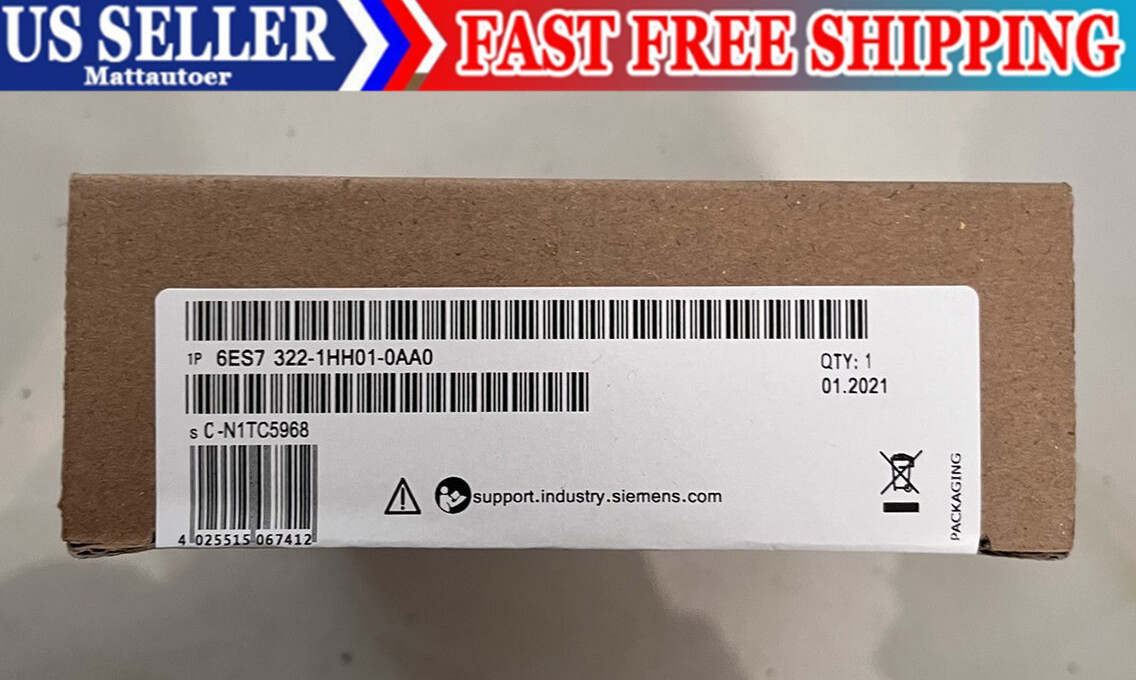 US SELLER
Mattautoer
FAST FREE SHIPPING
1P 6ES7 322-1HH01-0AA0
QTY: 1
01.2021
s C-N1TC5968
support.industry.siemens.com
PACKAGING
4 025515 067412